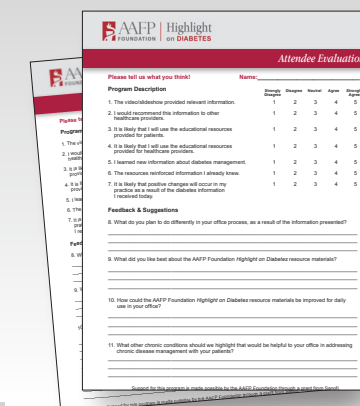 AAFP Highlight
FOUNDATION on DIABETES
Attendee Evaluation
Please tell us what you think! Name:
Program Description Strongly Disagree Disagree Neutral Agree Strongly Agree
1. The video/slideshow provided relevant information. 1 2 3 4 5
2. I would recommend this information to other
healthcare providers. 1 2 3 4 5
3. It is likely that I will use the educational resources
provided for patients. 1 2 3 4 5
4. It is likely that I will use the educational resources
provided for healthcare providers. 1 2 3 4 5
5. I learned new information about diabetes management. 1 2 3 4 5
6. The resources reinforced information I already knew. 1 2 3 4 5
7. It is likely that positive changes will occur in my 1 2 3 4 5
practice as a result of the diabetes information
I received today.
Feedback & Suggestions
8. What do you plan to do differently in your office process, as a result of the information presented?
9. What did you like best about the AAFP Foundation Highlight on Diabetes resource materials?
10. How could the AAFP Foundation Highlight on Diabetes resource materials be improved for daily
use in your office?
11. What other chronic conditions should we highlight that would be helpful to your office in addressing
chronic disease management with your patients?
Support for this program is made possible by the AAFP Foundation through a grant from Sanofi.